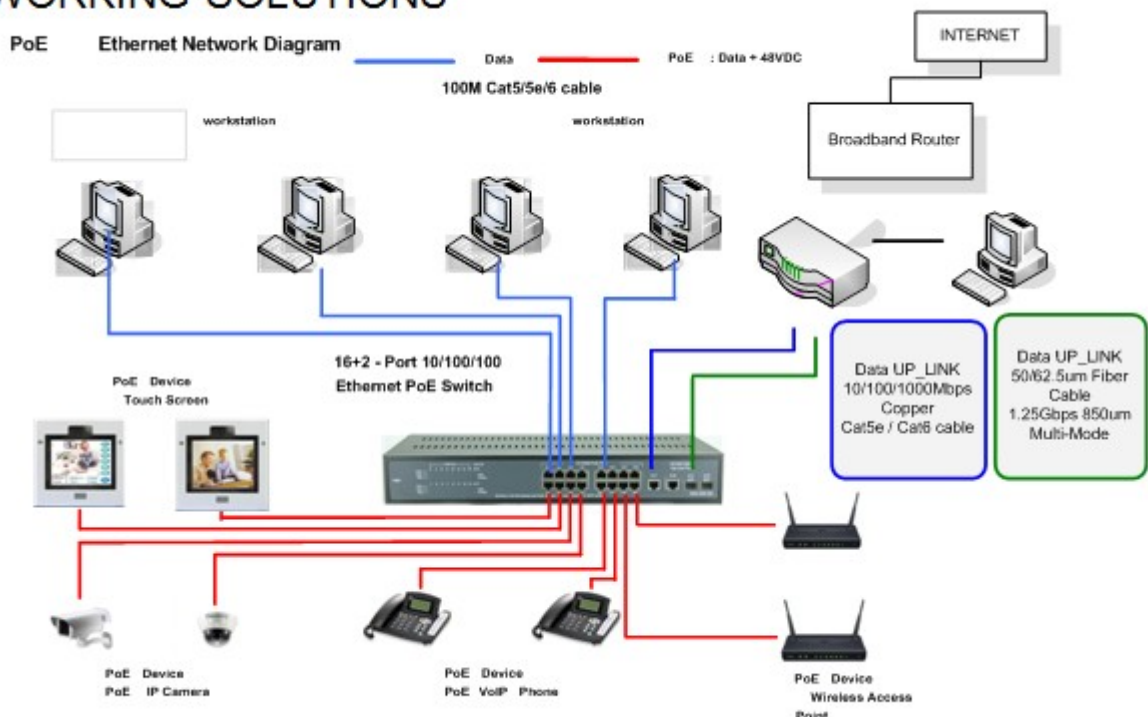 WORKING SOLUTIONS
PoE Ethernet Network Diagram
Data
PoE : Data + 48VDC
100M Cat5/5e/6 cable
INTERNET
Broadband Router
workstation
workstation
16+2 - Port 10/100/100
Ethernet PoE Switch
Data UP_LINK
10/100/1000Mbps
Copper
Cat5e / Cat6 cable
Data UP_LINK
50/62.5um Fiber
Cable
1.25Gbps 850um
Multi-Mode
PoE Device
Touch Screen
PoE Device
PoE IP Camera
PoE Device
PoE VoIP Phone
PoE Device
Wireless Access
Point